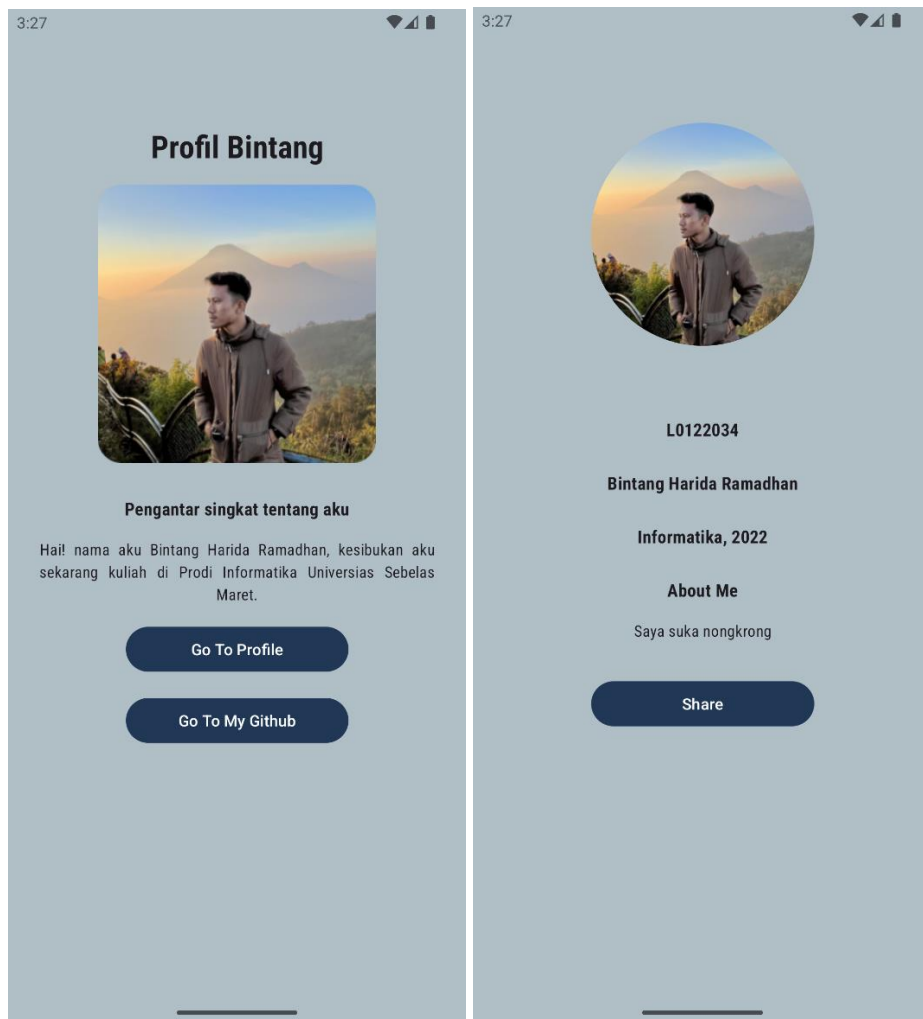 3:27
Profil Bintang
Pengantar singkat tentang aku
Hai! nama aku Bintang Harida Ramadhan, kesibukan aku
sekarang kuliah di Prodi Informatika Universias Sebelas
Maret.
Go To Profile
Go To My Github
3:27
L0122034
Bintang Harida Ramadhan
Informatika, 2022
About Me
Saya suka nongkrong
Share